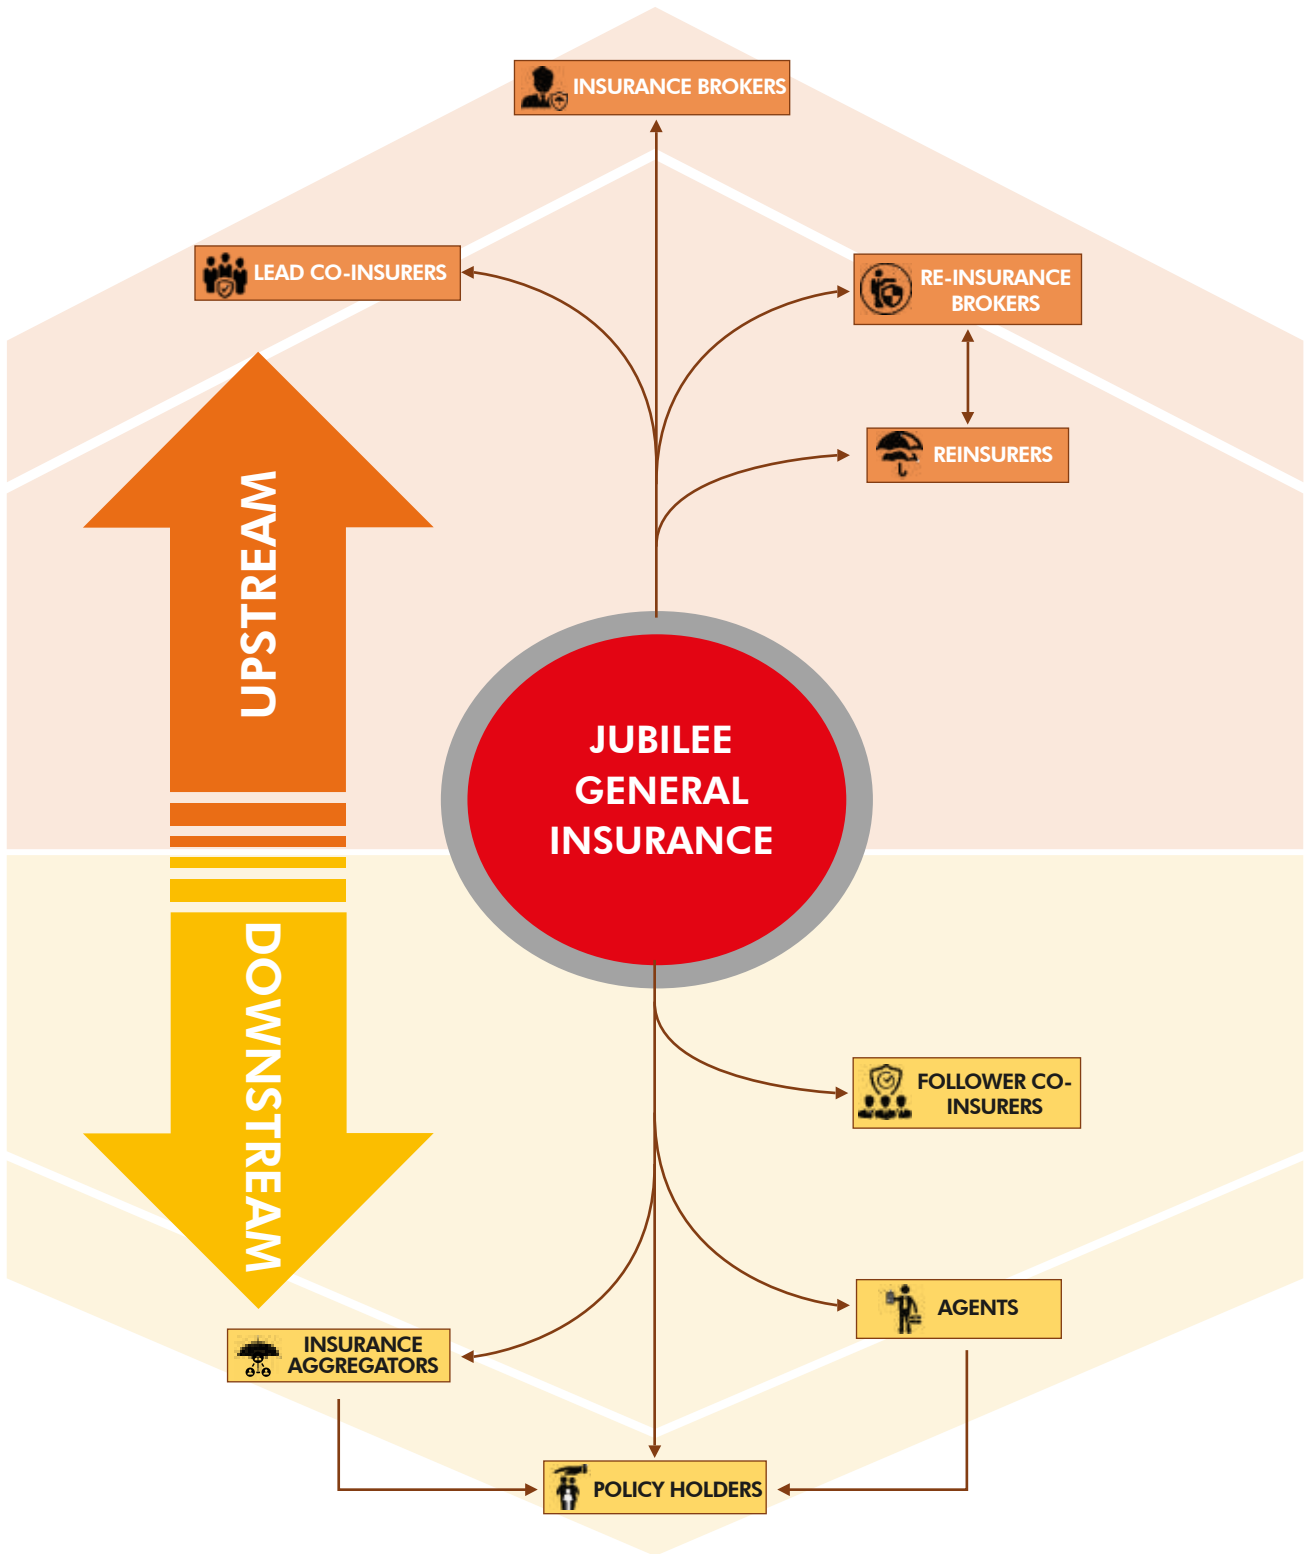 INSURANCE BROKERS
LEAD CO-INSURERS
RE-INSURANCE
BROKERS
REINSURERS
UPSTREAM
JUBILEE
GENERAL
INSURANCE
DOWNSTREAM
FOLLOWER CO-
INSURERS
AGENTS
INSURANCE
AGGREGATORS
POLICY HOLDERS